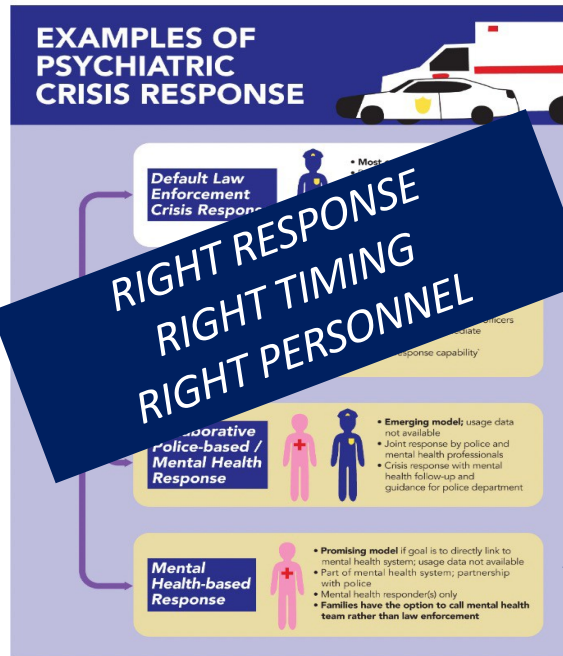 EXAMPLES OF
PSYCHIATRIC
CRISIS RESPONSE
Default Law
Enforcement
Crisis Respon
• Most
RIGHT RESPONSE
RIGHT TIMING
RIGHT PERSONNEL
officers
response capability
Police-based /
Mental Health
Response
• Emerging model; usage data
not available
• Joint response by police and
mental health professionals
• Crisis response with mental
health follow-up and
guidance for police department
Mental
Health-based
Response
• Promising model if goal is to directly link to
mental health system; usage data not available
• Part of mental health system; partnership
with police
• Mental health responder(s) only
• Families have the option to call mental health
team rather than law enforcement